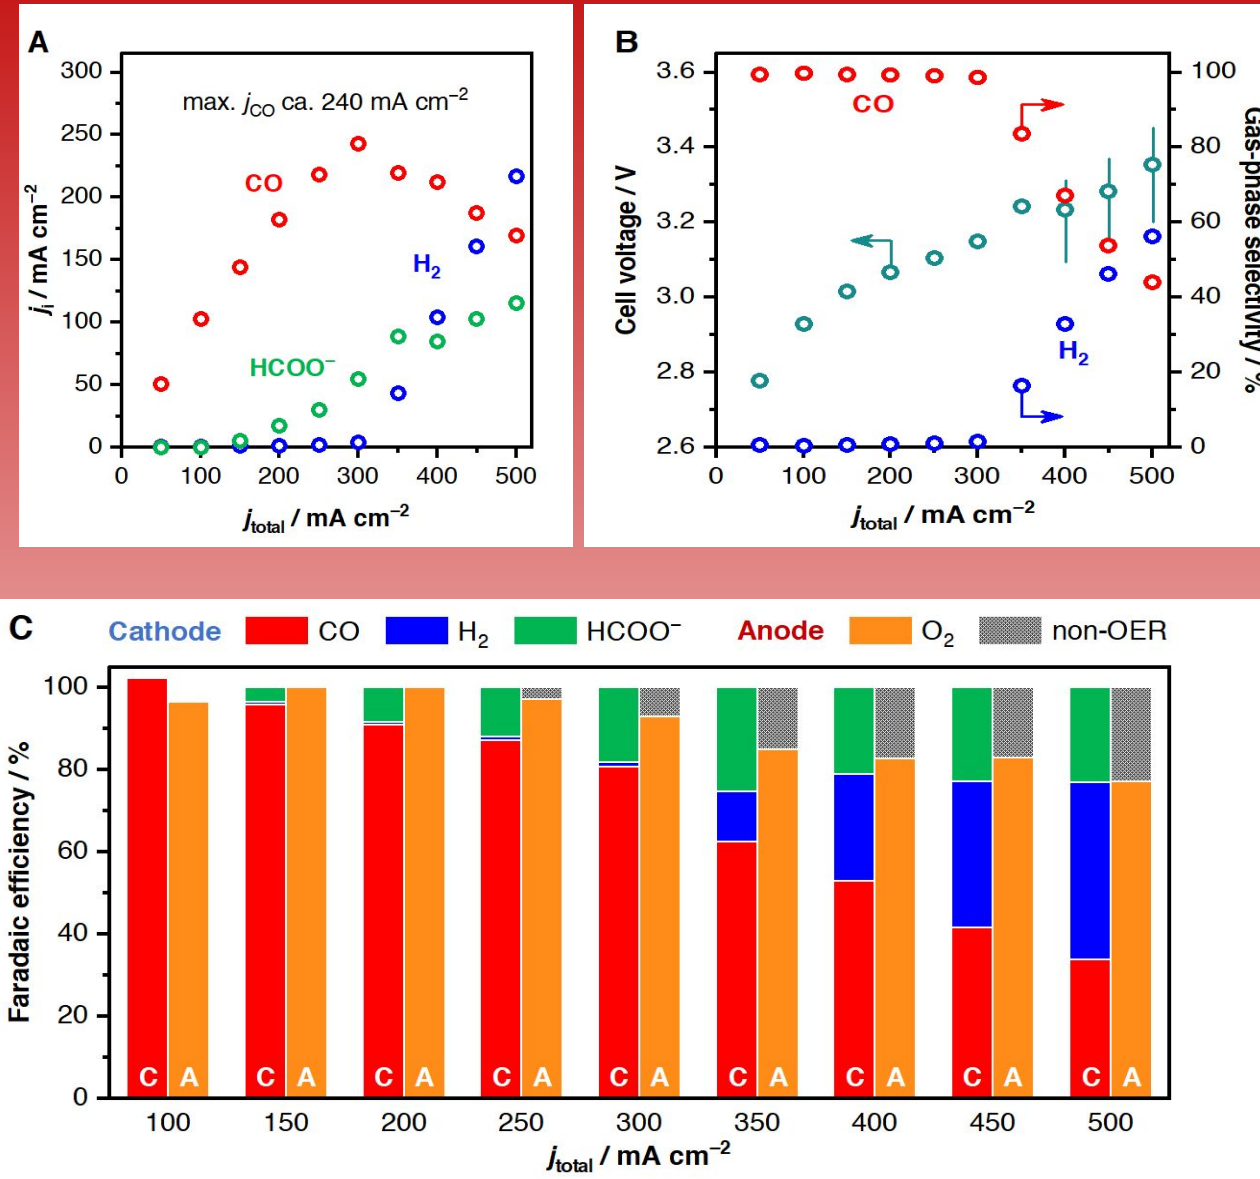 A
max. jCO ca. 240 mA cm⁻²
CO
H₂
HCOO⁻
300
250
200
150
100
50
0
0 100 200 300 400 500
jᵢ / mA cm⁻²
jtotal / mA cm⁻²
B
CO
H₂
3.6
3.4
3.2
3.0
2.8
2.6
100
80
60
40
20
0
0 100 200 300 400 500
Cell voltage / V
Gas-phase selectivity / %
jtotal / mA cm⁻²
C
Cathode CO H₂ HCOO⁻ Anode O₂ non-OER
100
80
60
40
20
0
C A C A C A C A C A C A C A C A C A
100 150 200 250 300 350 400 450 500
Faradaic efficiency / %
jtotal / mA cm⁻²